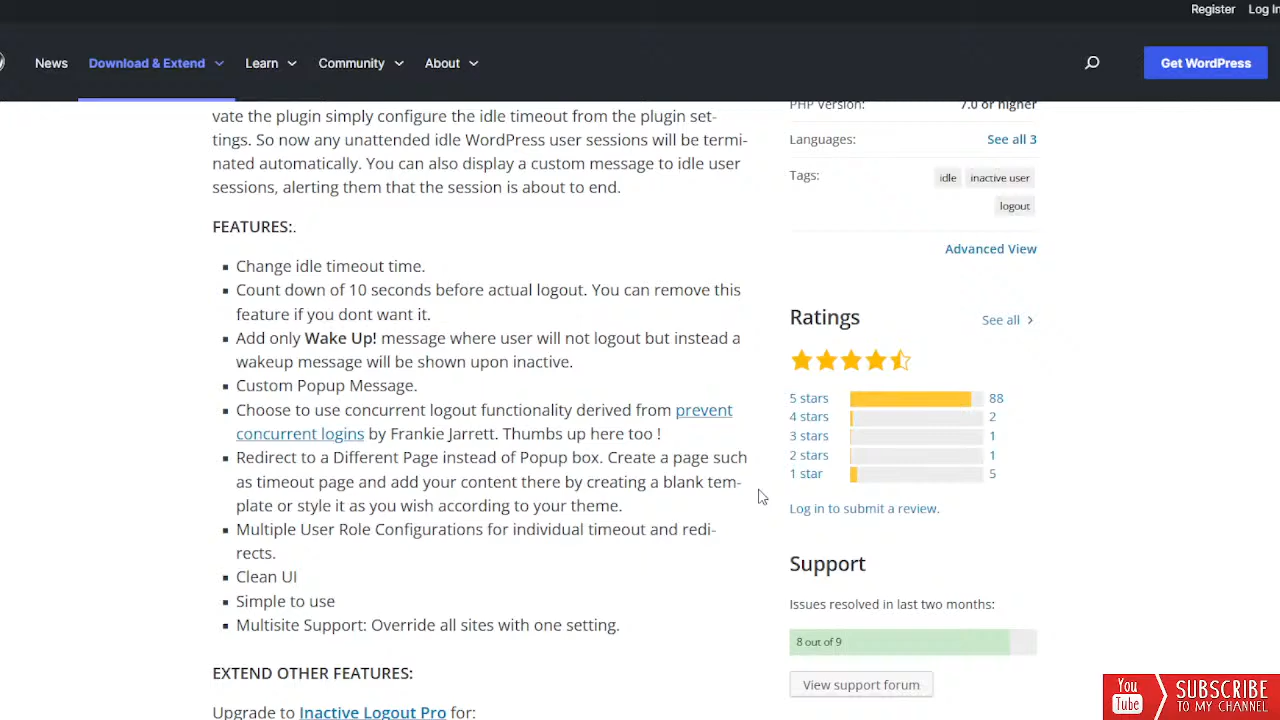 Register Log In
News Download & Extend Learn Community About Get WordPress
vate the plugin simply configure the idle timeout from the plugin set-
tings. So now any unattended idle WordPress user sessions will be termi-
nated automatically. You can also display a custom message to idle user
sessions, alerting them that the session is about to end.
FEATURES:.
Change idle timeout time.
Count down of 10 seconds before actual logout. You can remove this
feature if you dont want it.
Add only Wake Up! message where user will not logout but instead a
wakeup message will be shown upon inactive.
Custom Popup Message.
Choose to use concurrent logout functionality derived from prevent
concurrent logins by Frankie Jarrett. Thumbs up here too !
Redirect to a Different Page instead of Popup box. Create a page such
as timeout page and add your content there by creating a blank tem-
plate or style it as you wish according to your theme.
Multiple User Role Configurations for individual timeout and redi-
rects.
Clean UI
Simple to use
Multisite Support: Override all sites with one setting.
EXTEND OTHER FEATURES:
Upgrade to Inactive Logout Pro for:
PHP Version: 7.0 or higher
Languages: See all 3
Tags: idle inactive user
logout
Advanced View
Ratings See all
5 stars 88
4 stars 2
3 stars 1
2 stars 1
1 star 5
Log in to submit a review.
Support
Issues resolved in last two months:
8 out of 9
View support forum
You
Tube
SUBSCRIBE
TO MY CHANNEL